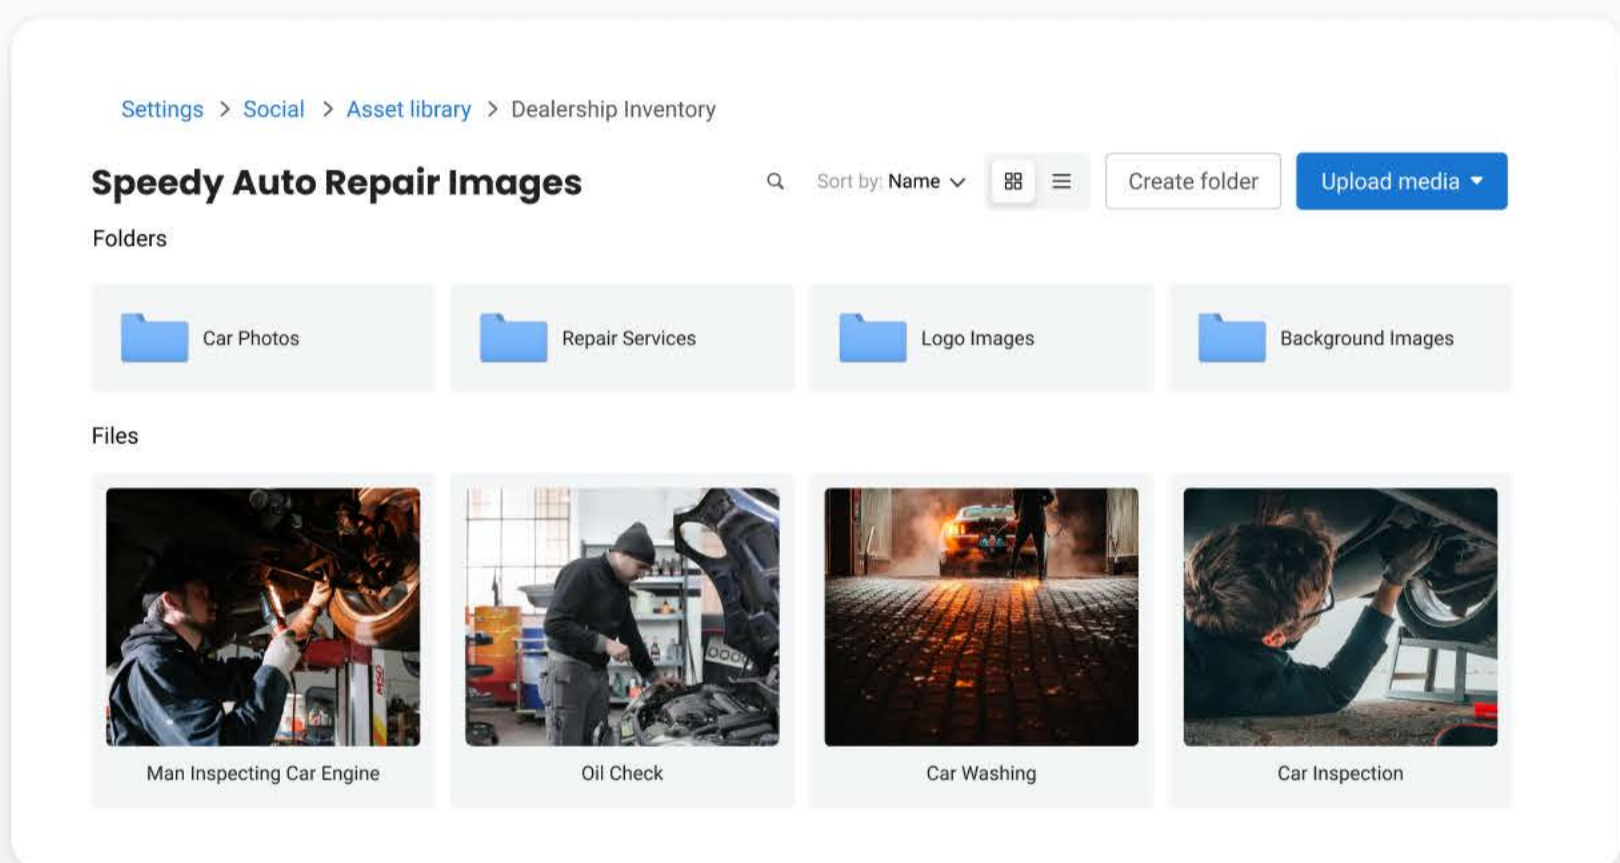 Settings > Social > Asset library > Dealership Inventory
Speedy Auto Repair Images
Sort by: Name
Create folder
Upload media
Folders
Car Photos
Repair Services
Logo Images
Background Images
Files
Man Inspecting Car Engine
Oil Check
Car Washing
Car Inspection